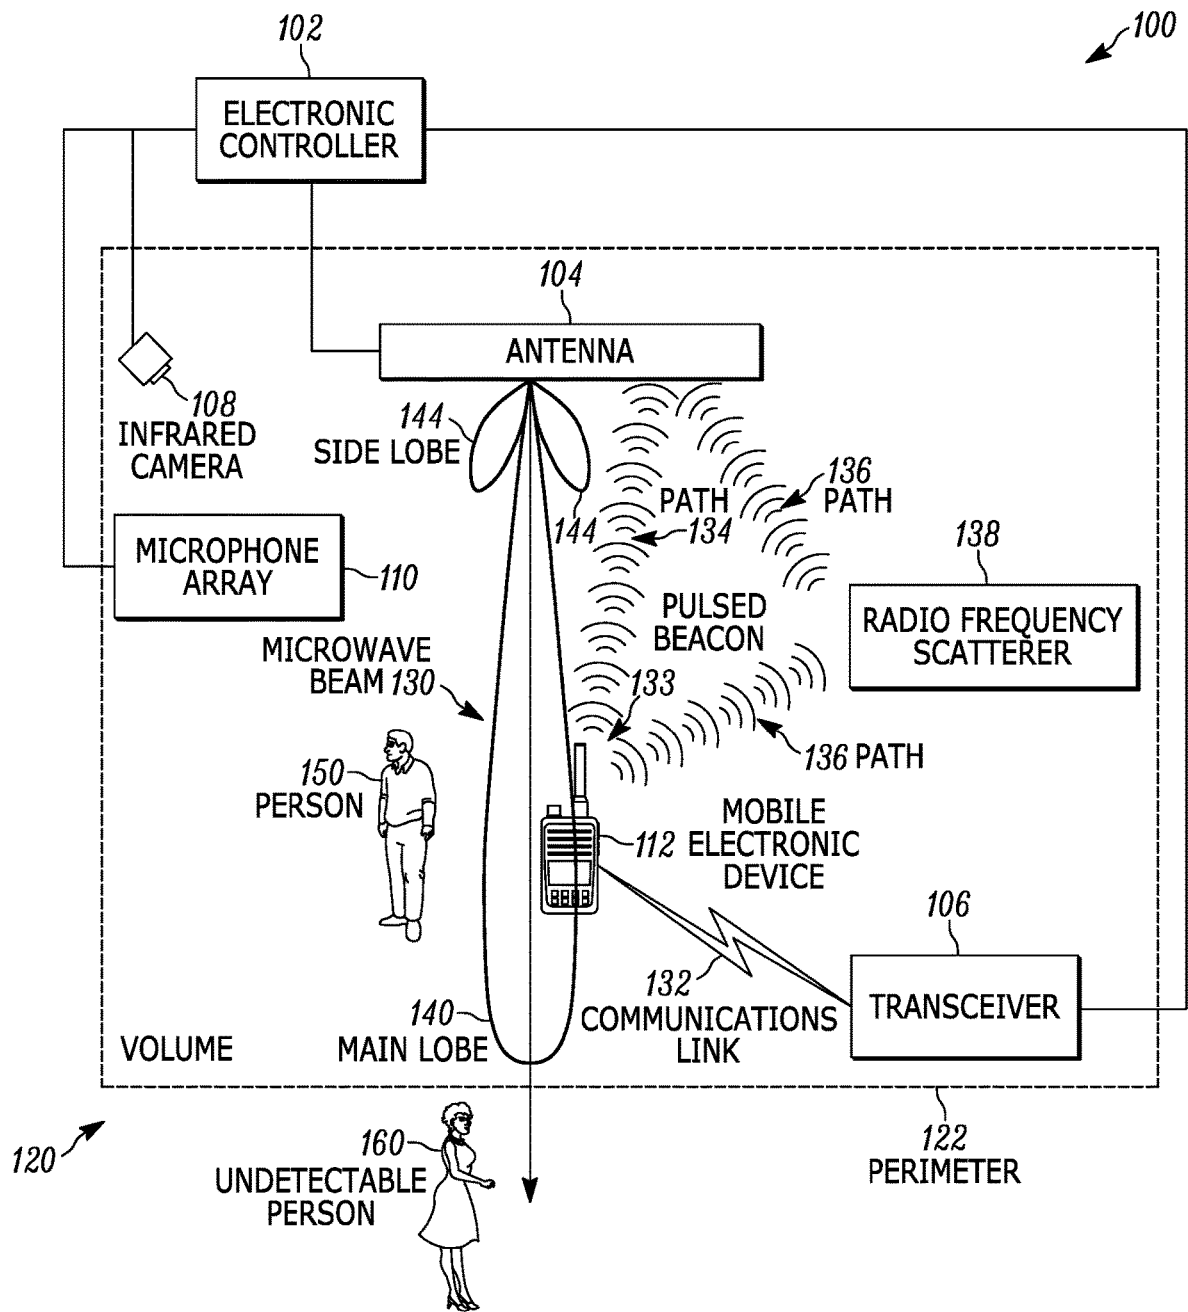 102
100
ELECTRONIC
CONTROLLER
104
ANTENNA
108
INFRARED
CAMERA
144
SIDE LOBE
144
PATH
134
136
PATH
MICROPHONE
ARRAY
110
138
RADIO FREQUENCY
SCATTERER
PULSED
BEACON
MICROWAVE
BEAM 130
133
136 PATH
150
PERSON
112
MOBILE
ELECTRONIC
DEVICE
106
TRANSCEIVER
132
COMMUNICATIONS
LINK
140
MAIN LOBE
VOLUME
120
122
PERIMETER
160
UNDETECTABLE
PERSON